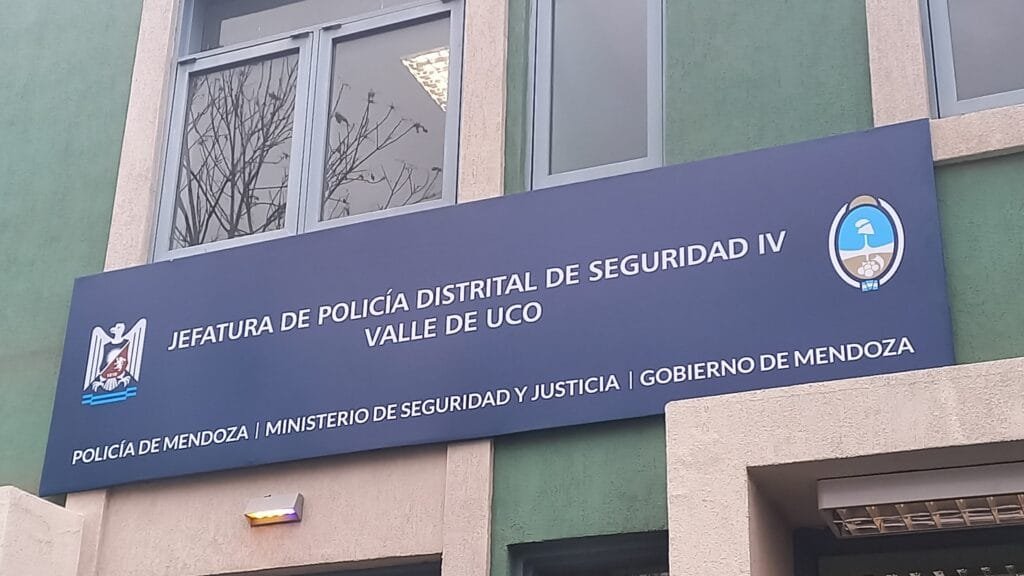 JEFATURA DE POLICÍA DISTRITAL DE SEGURIDAD IV
VALLE DE UCO
POLICÍA DE MENDOZA | MINISTERIO DE SEGURIDAD Y JUSTICIA | GOBIERNO DE MENDOZA